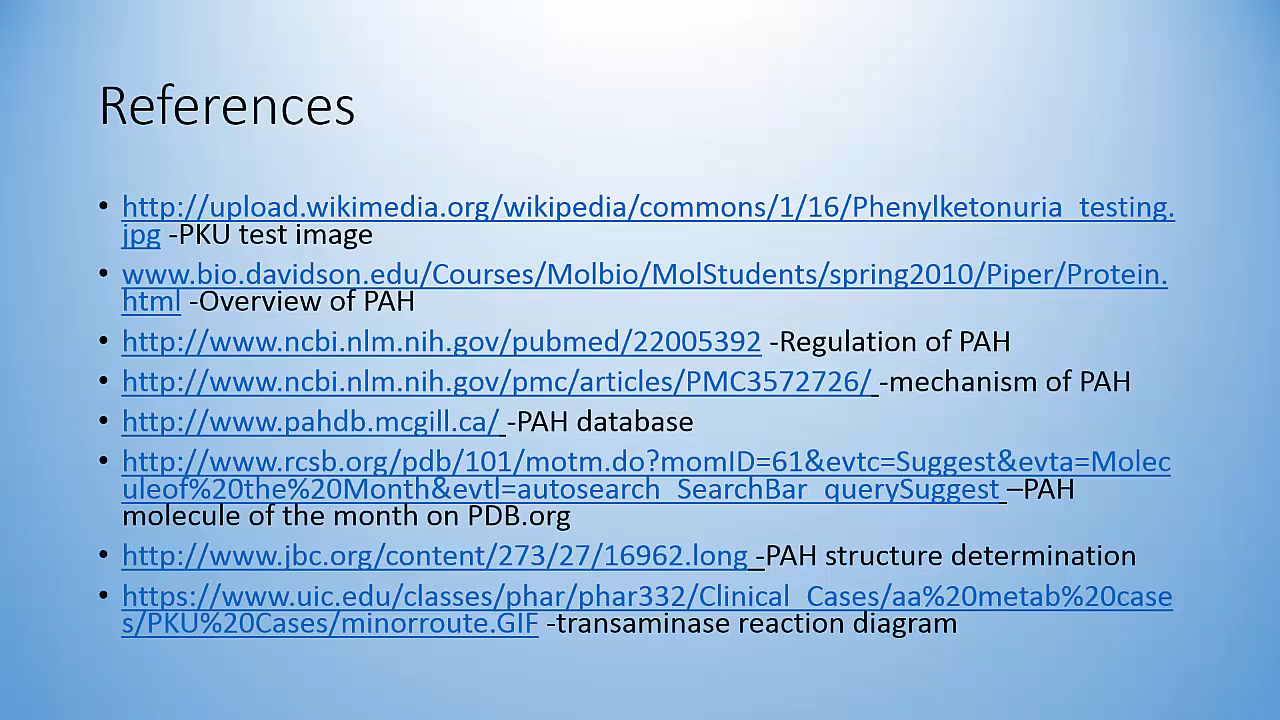 References
• http://upload.wikimedia.org/wikipedia/commons/1/16/Phenylketonuria_testing.
jpg -PKU test image
• www.bio.davidson.edu/Courses/Molbio/MolStudents/spring2010/Piper/Protein.
html -Overview of PAH
• http://www.ncbi.nlm.nih.gov/pubmed/22005392 -Regulation of PAH
• http://www.ncbi.nlm.nih.gov/pmc/articles/PMC3572726/ -mechanism of PAH
• http://www.pahdb.mcgill.ca/ -PAH database
• http://www.rcsb.org/pdb/101/motm.do?momID=61&evtc=Suggest&evta=Molec
uleof%20the%20Month&evtl=autosearch_SearchBar_querySuggest –PAH
molecule of the month on PDB.org
• http://www.jbc.org/content/273/27/16962.long -PAH structure determination
• https://www.uic.edu/classes/phar/phar332/Clinical_Cases/aa%20metab%20case
s/PKU%20Cases/minorroute.GIF -transaminase reaction diagram